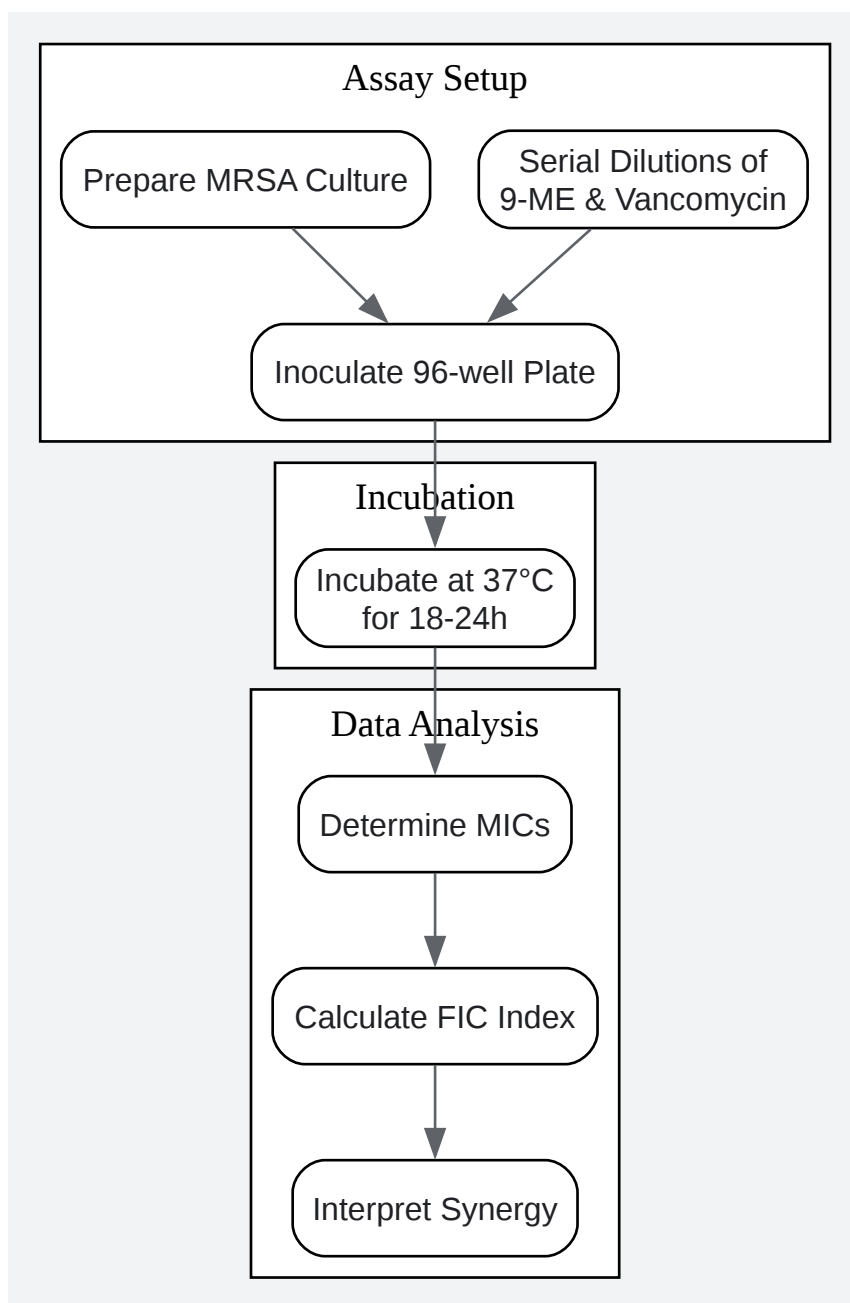 Assay Setup
Prepare MRSA Culture
Serial Dilutions of
9-ME & Vancomycin
Inoculate 96-well Plate
Incubation
Incubate at 37°C
for 18-24h
Data Analysis
Determine MICs
Calculate FIC Index
Interpret Synergy